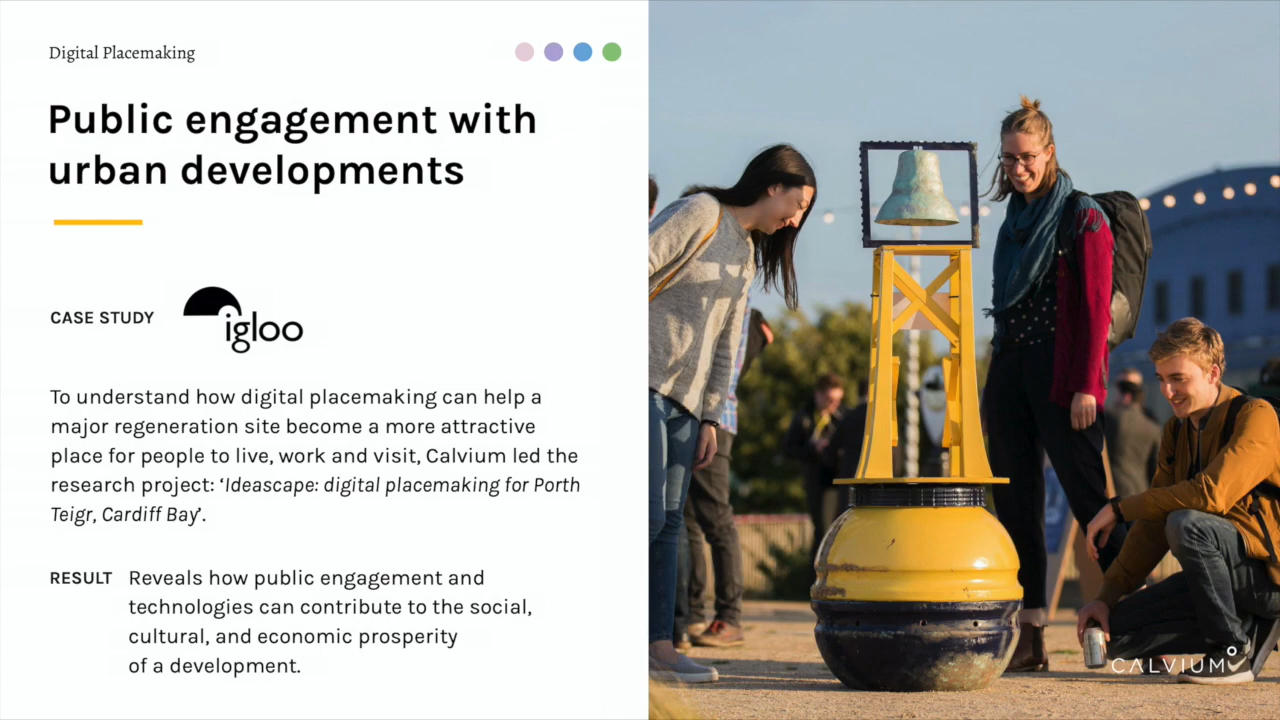 Digital Placemaking
Public engagement with
urban developments
CASE STUDY
igloo
To understand how digital placemaking can help a
major regeneration site become a more attractive
place for people to live, work and visit, Calvium led the
research project: ‘Ideascape: digital placemaking for Porth
Teigr, Cardiff Bay’.
RESULT Reveals how public engagement and
technologies can contribute to the social,
cultural, and economic prosperity
of a development.
CALVIUM